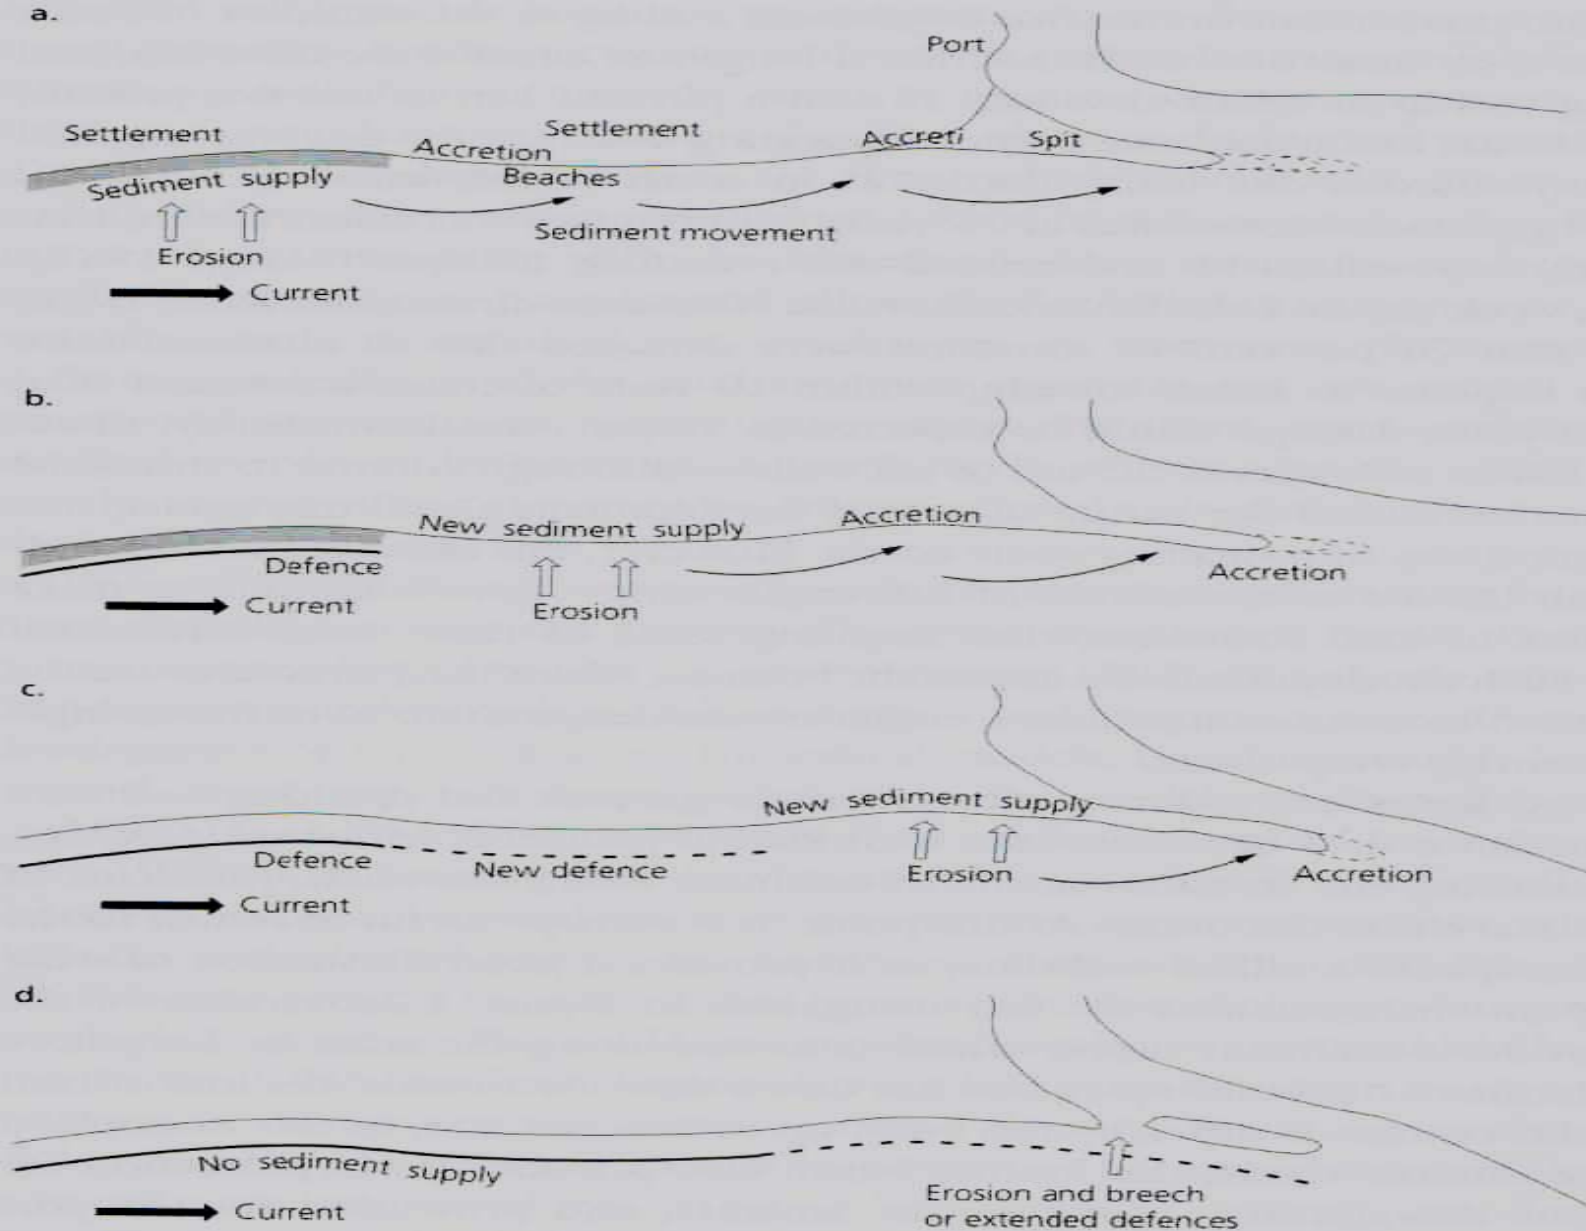 a.
Port
Settlement
Settlement
Accreti
Spit
Accretion
Sediment supply
Beaches
Sediment movement
Erosion
Current
b.
New sediment supply
Accretion
Defence
Accretion
Current
Erosion
c.
New sediment supply
Defence
New defence
Erosion
Accretion
Current
d.
No sediment supply
Erosion and breech
or extended defences
Current